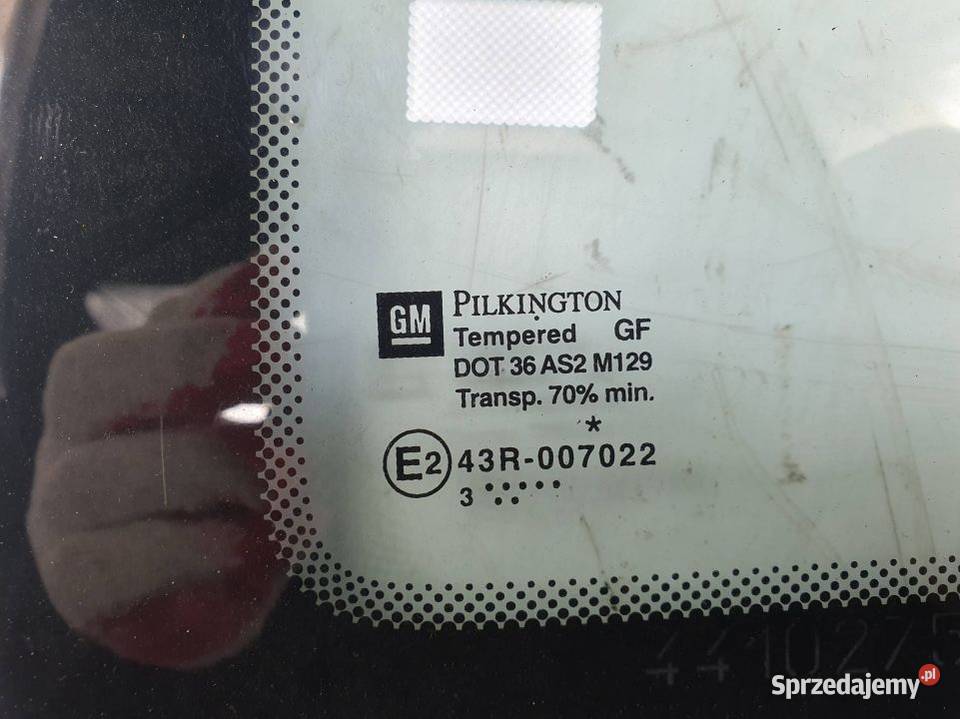 GM PILKINGTON
Tempered GF
DOT 36 AS2 M129
Transp. 70% min.
*
E2 43R-007022
3
Sprzedajemy.pl